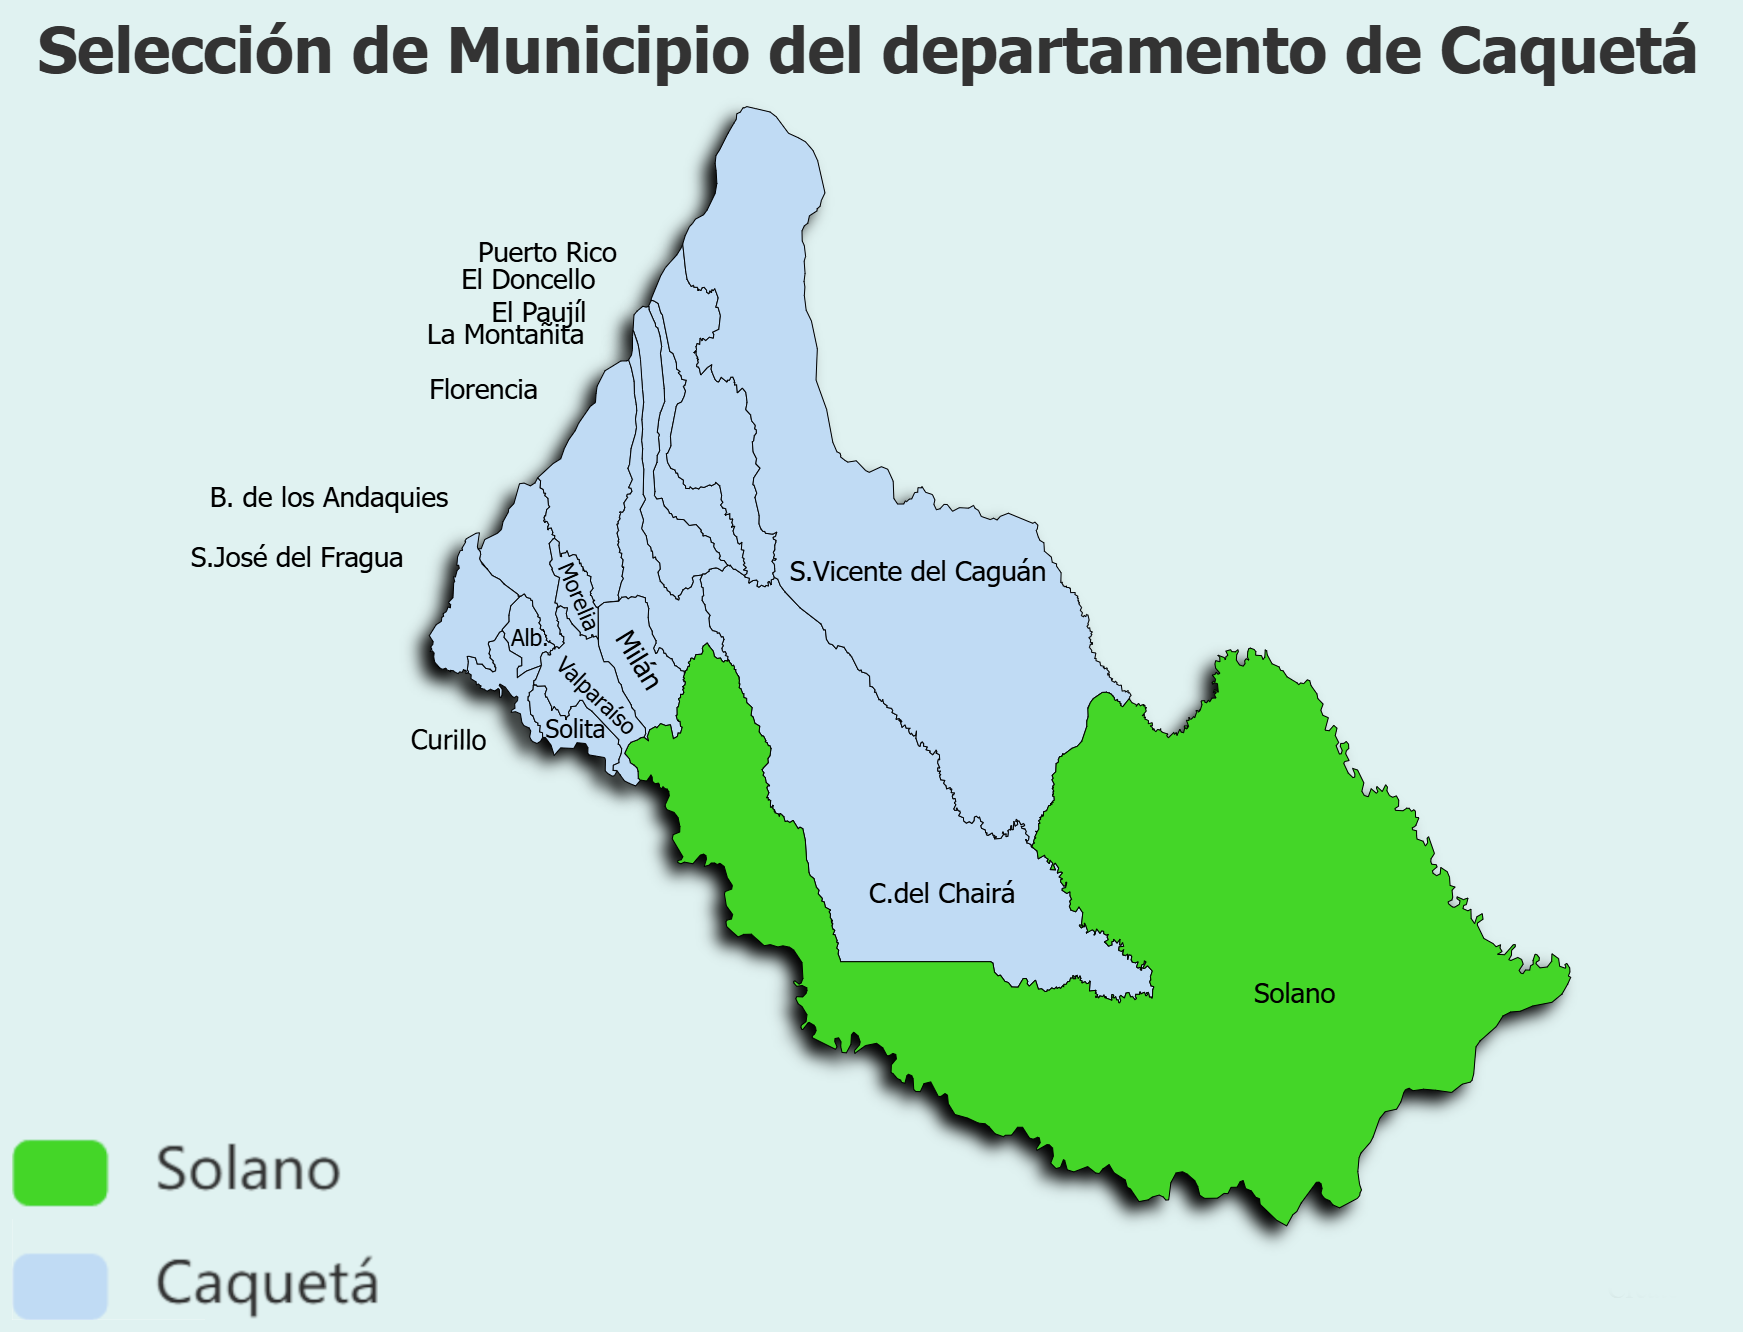 Selección de Municipio del departamento de Caquetá
Puerto Rico
El Doncello
El Paujíl
La Montañita
Florencia
B. de los Andaquies
S.José del Fragua
S.Vicente del Caguán
Morelia
Alb.
Milán
Valparaíso
Solita
Curillo
C.del Chairá
Solano
Solano
Caquetá